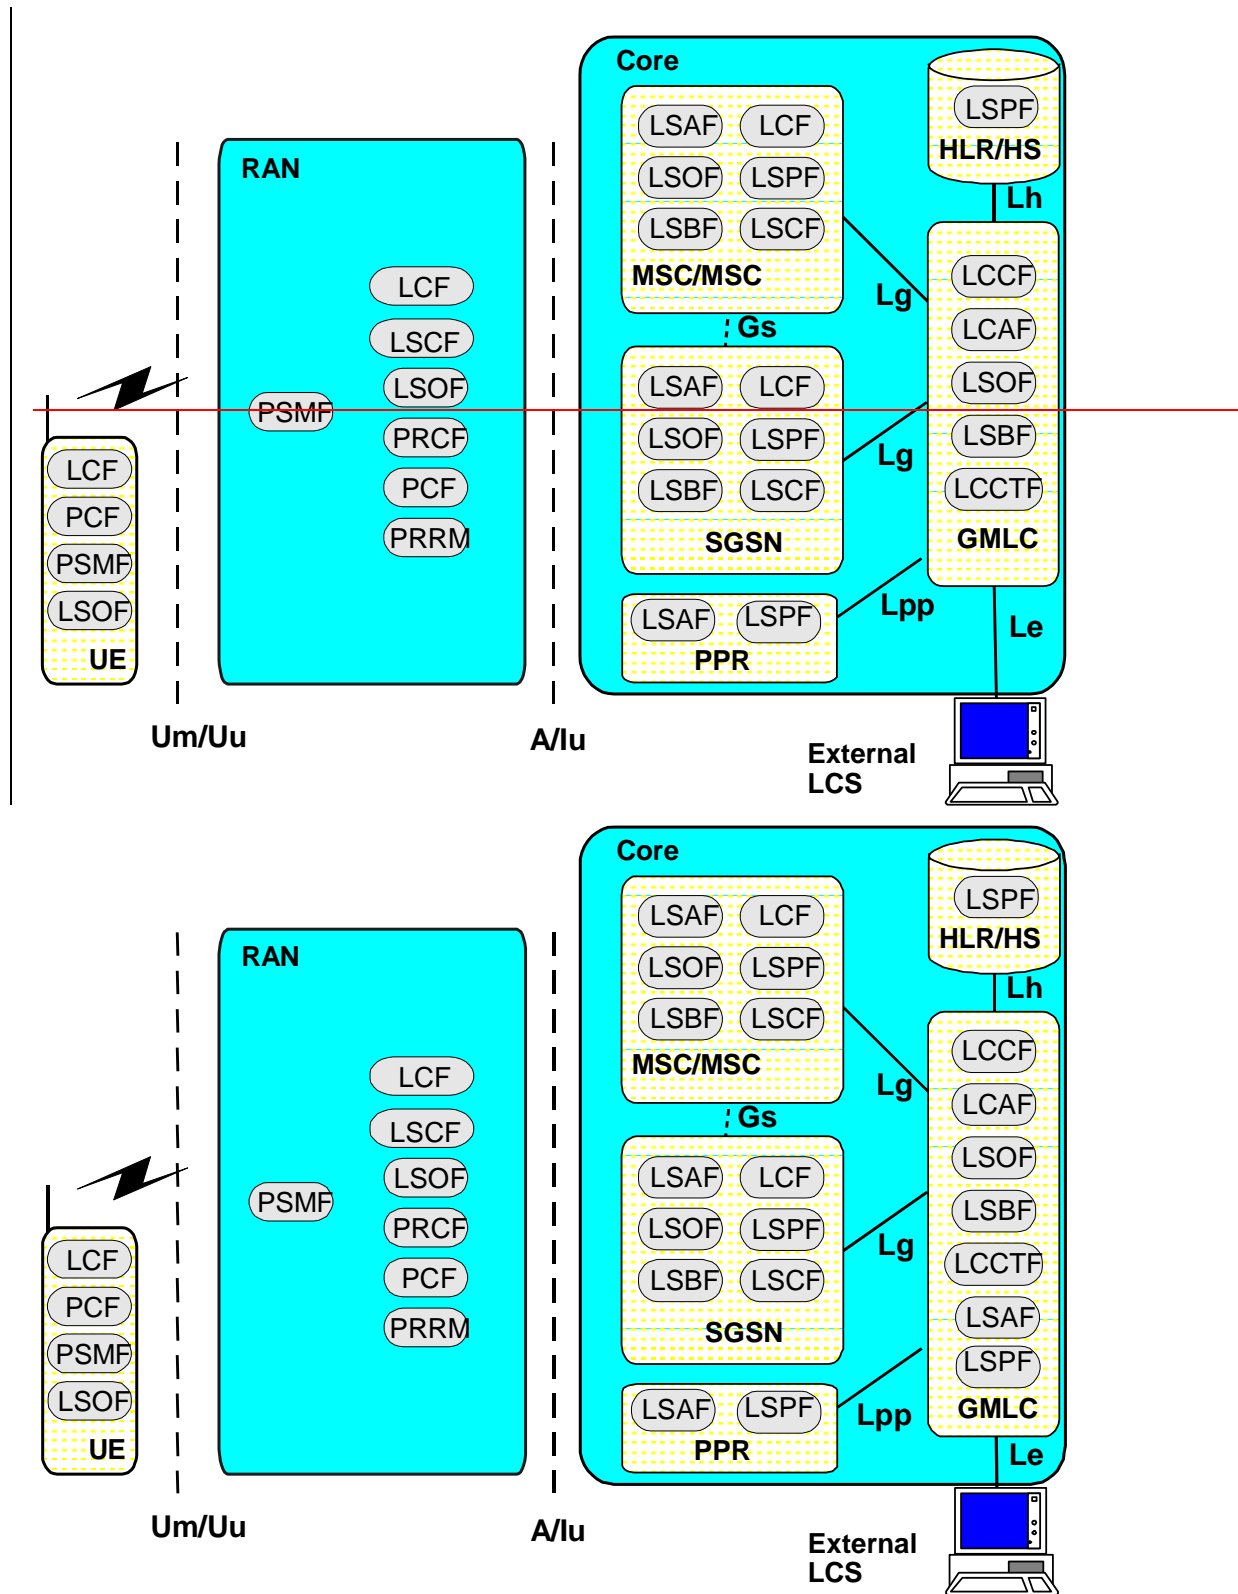 Core
LSAF LCF
LSOF LSPF
LSBF LSCF
MSC/MSC
LSPF
HLR/HS
Lh
RAN
LCF
LSCF
LSOF
PSMF
PRCF
PCF
PRRM
Lg
Gs
LSAF LCF
LSOF LSPF
LSBF LSCF
SGSN
Lg
LCCF
LCAF
LSOF
LSBF
LCCTF
GMLC
LCF
PCF
PSMF
LSOF
UE
LSAF LSPF
PPR
Lpp
Le
Um/Uu
A/Iu
External
LCS
Core
LSAF LCF
LSOF LSPF
LSBF LSCF
MSC/MSC
LSPF
HLR/HS
Lh
RAN
LCF
LSCF
LSOF
PSMF
PRCF
PCF
PRRM
Lg
Gs
LSAF LCF
LSOF LSPF
LSBF LSCF
SGSN
Lg
LCCF
LCAF
LSOF
LSBF
LCCTF
LSAF
LSPF
GMLC
LCF
PCF
PSMF
LSOF
UE
LSAF LSPF
PPR
Lpp
Le
Um/Uu
A/Iu
External
LCS